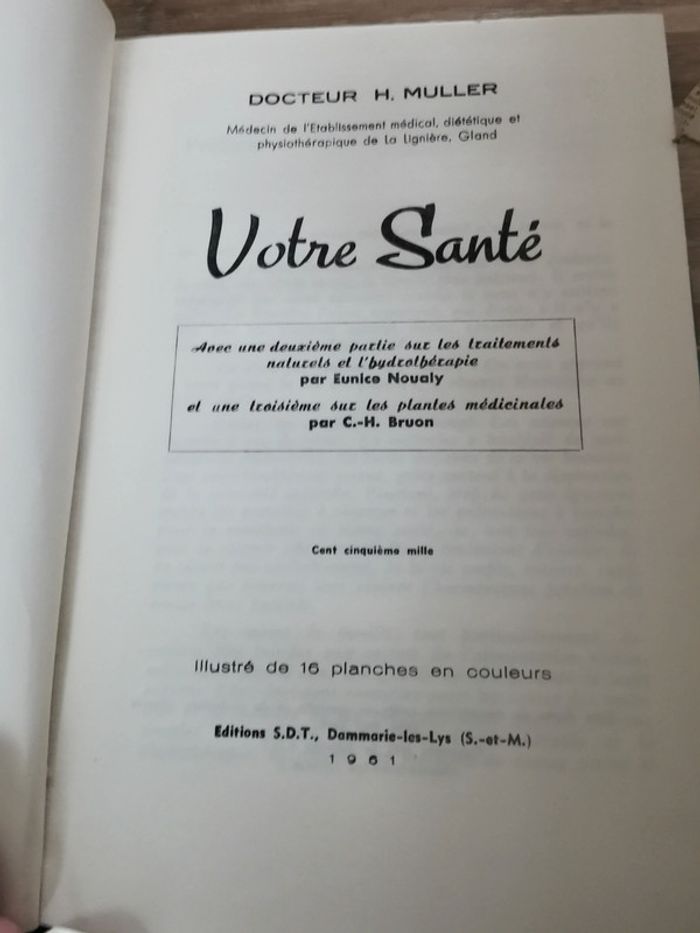 DOCTEUR H. MULLER
Médecin de l'Etablissement médical, diététique et
physiothérapique de La Lignière, Gland
Votre Santé
Avec une deuxième partie sur les traitements
naturels et l'hydrothérapie
par Eunice Noualy
et une troisième sur les plantes médicinales
par C.-H. Bruon
Cent cinquième mille
Illustré de 16 planches en couleurs
Editions S.D.T., Dammarie-les-Lys (S.-et-M.)
1961